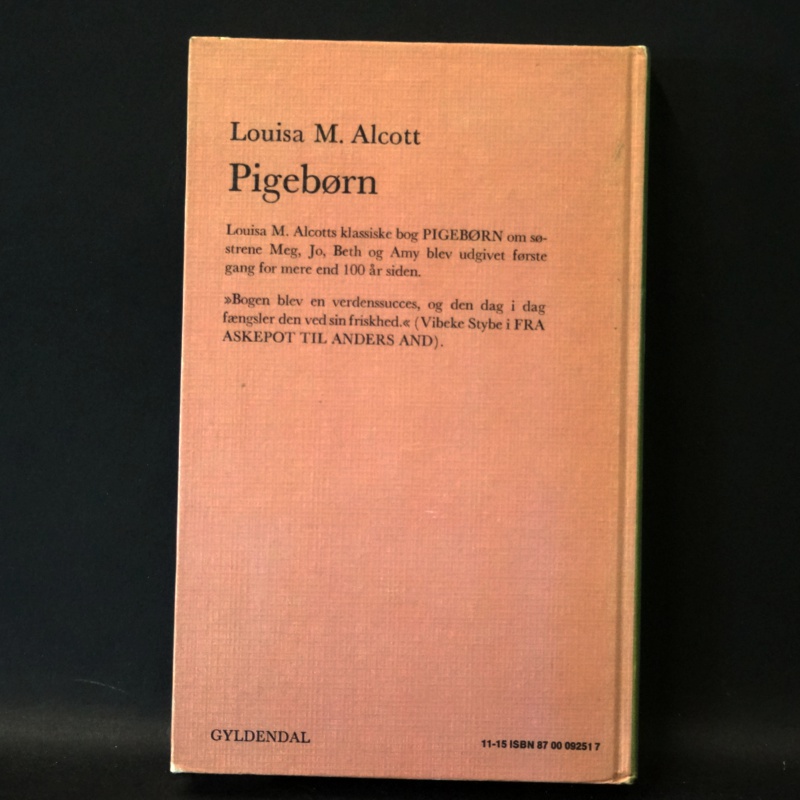 Louisa M. Alcott
Pigebørn
Louisa M. Alcotts klassiske bog PIGEBØRN om sø-
strene Meg, Jo, Beth og Amy blev udgivet første
gang for mere end 100 år siden.
»Bogen blev en verdenssucces, og den dag i dag
fængsler den ved sin friskhed.« (Vibeke Stybe i FRA
ASKEPOT TIL ANDERS AND).
GYLDENDAL
11-15 ISBN 87 00 09251 7